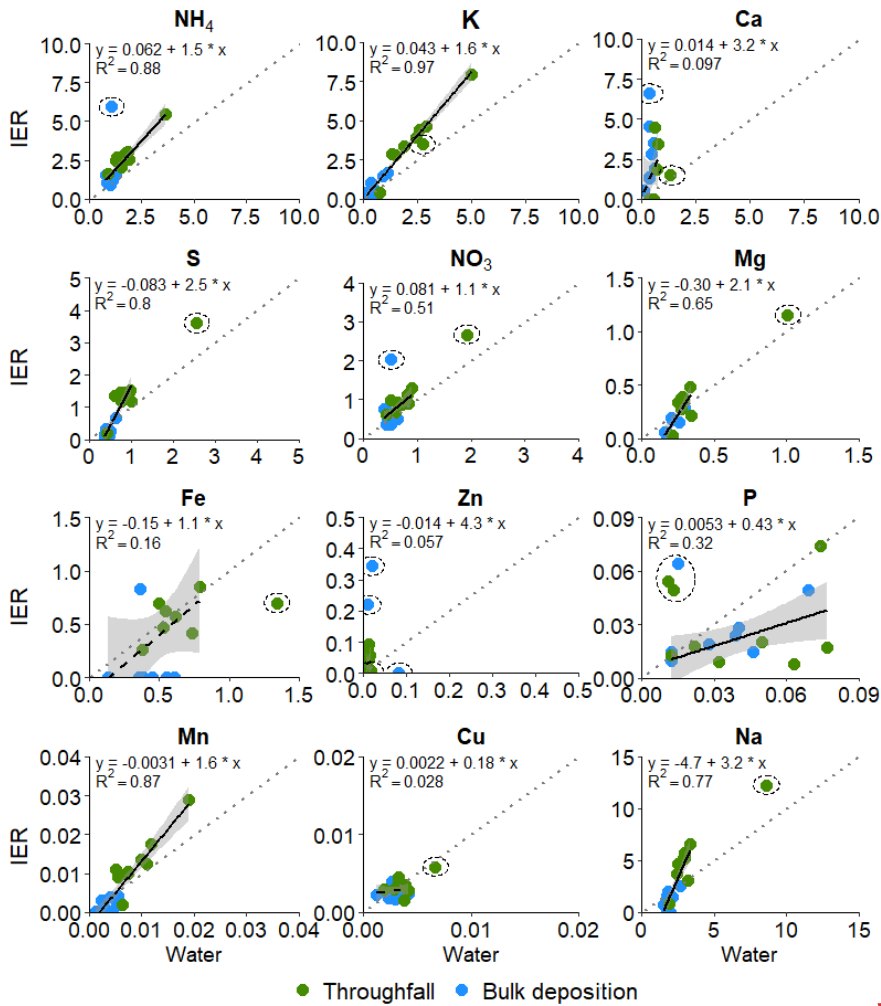 NH4 K Ca
y = 0.062 + 1.5 * x y = 0.043 + 1.6 * x y = 0.014 + 3.2 * x
R2 = 0.88 R2 = 0.97 R2 = 0.097
IER
10.0 10.0 10.0
7.5 7.5 7.5
5.0 5.0 5.0
2.5 2.5 2.5
0.0 0.0 0.0
0.0 2.5 5.0 7.5 10.0 0.0 2.5 5.0 7.5 10.0 0.0 2.5 5.0 7.5 10.0
S NO3 Mg
y = -0.083 + 2.5 * x y = 0.081 + 1.1 * x y = -0.30 + 2.1 * x
R2 = 0.8 R2 = 0.51 R2 = 0.65
IER
5 4 1.5
4 3 1.0
3 2 0.5
2 1 0.0
1 0
0
0 1 2 3 4 5 0 1 2 3 4 0.0 0.5 1.0 1.5
Fe Zn P
y = -0.15 + 1.1 * x y = -0.014 + 4.3 * x y = 0.0053 + 0.43 * x
R2 = 0.16 R2 = 0.057 R2 = 0.32
IER
1.5 0.5 0.09
1.0 0.4 0.06
0.5 0.3 0.03
0.0 0.2 0.00
0.1
0.0
0.0 0.5 1.0 1.5 0.0 0.1 0.2 0.3 0.4 0.5 0.00 0.03 0.06 0.09
Mn Cu Na
y = -0.0031 + 1.6 * x y = 0.0022 + 0.18 * x y = -4.7 + 3.2 * x
R2 = 0.87 R2 = 0.028 R2 = 0.77
IER
0.04 0.02 15
0.03 0.01 10
0.02 0.00 5
0.01 0
0.00
0.00 0.01 0.02 0.03 0.04 0.00 0.01 0.02 0 5 10 15
Water Water Water
Throughfall Bulk deposition